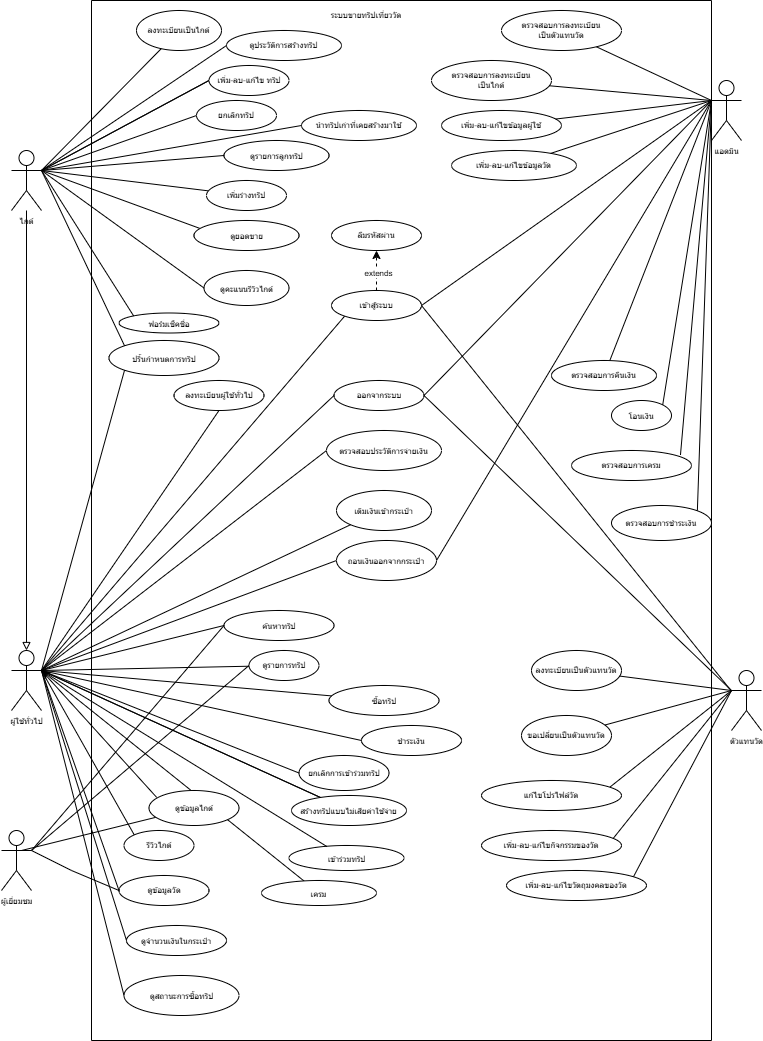 ระบบขายทริปเที่ยววัด
ลงทะเบียนเป็นไกด์
ดูประวัติการสร้างทริป
เพิ่ม-ลบ-แก้ไข ทริป
ยกเลิกทริป
นำทริปเก่าที่เคยสร้างมาใช้
ดูรายการลูกทริป
เพิ่มร่างทริป
ดูยอดขาย
ดูคะแนนรีวิวไกด์
ฟอร์มเช็คชื่อ
ปริ้นกำหนดการทริป
ลงทะเบียนผู้ใช้ทั่วไป
ไกด์
ตรวจสอบการลงทะเบียน
เป็นตัวแทนวัด
ตรวจสอบการลงทะเบียน
เป็นไกด์
เพิ่ม-ลบ-แก้ไขข้อมูลผู้ใช้
เพิ่ม-ลบ-แก้ไขข้อมูลวัด
แอดมิน
ลืมรหัสผ่าน
extends
เข้าสู่ระบบ
ออกจากระบบ
ตรวจสอบประวัติการจ่ายเงิน
เติมเงินเข้ากระเป๋า
ถอนเงินออกจากกระเป๋า
ตรวจสอบการคืนเงิน
โอนเงิน
ตรวจสอบการเครม
ตรวจสอบการชำระเงิน
ค้นหาทริป
ดูรายการทริป
ซื้อทริป
ชำระเงิน
ยกเลิกการเข้าร่วมทริป
สร้างทริปแบบไม่เสียค่าใช้จ่าย
เข้าร่วมทริป
เครม
ดูข้อมูลไกด์
รีวิวไกด์
ดูข้อมูลวัด
ดูจำนวนเงินในกระเป๋า
ดูสถานะการซื้อทริป
ผู้ใช้ทั่วไป
ผู้เยี่ยมชม
ลงทะเบียนเป็นตัวแทนวัด
ขอเปลี่ยนเป็นตัวแทนวัด
แก้ไขโปรไฟล์วัด
เพิ่ม-ลบ-แก้ไขกิจกรรมของวัด
เพิ่ม-ลบ-แก้ไขวัตถุมงคลของวัด
ตัวแทนวัด